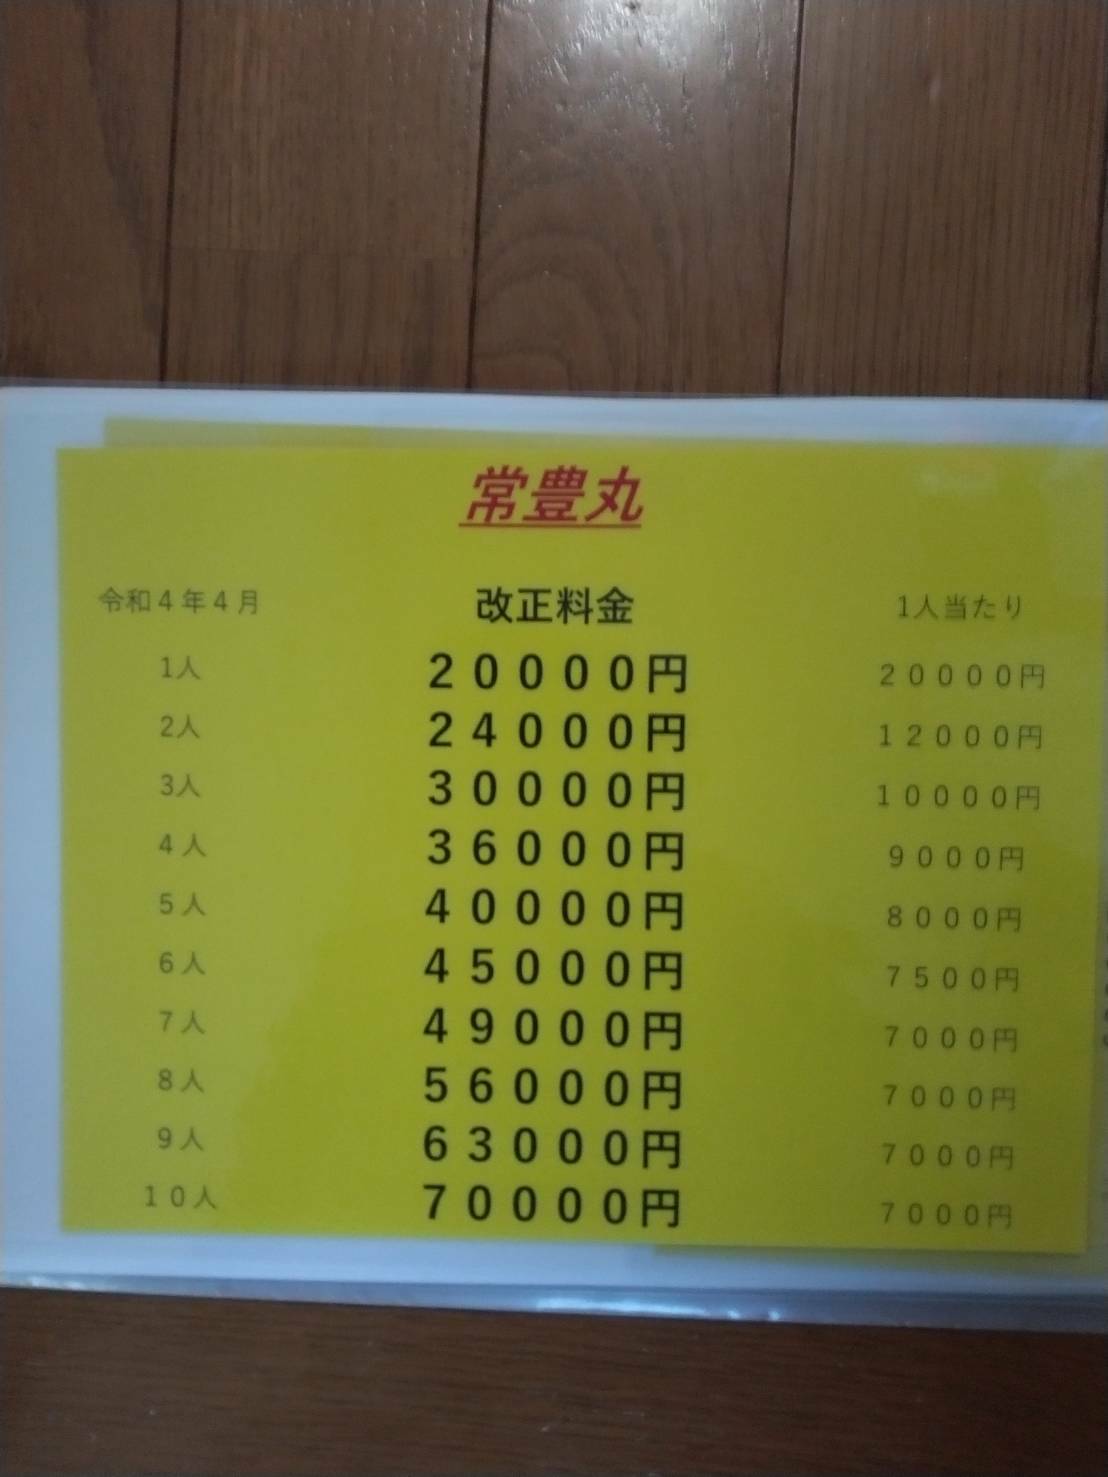 常豊丸
令和４年４月 改正料金 1人当たり
1人 ２００００円 ２００００円
2人 ２４０００円 １２０００円
3人 ３００００円 １００００円
４人 ３６０００円 ９０００円
５人 ４００００円 ８０００円
６人 ４５０００円 ７５００円
７人 ４９０００円 ７０００円
８人 ５６０００円 ７０００円
９人 ６３０００円 ７０００円
１０人 ７００００円 ７０００円